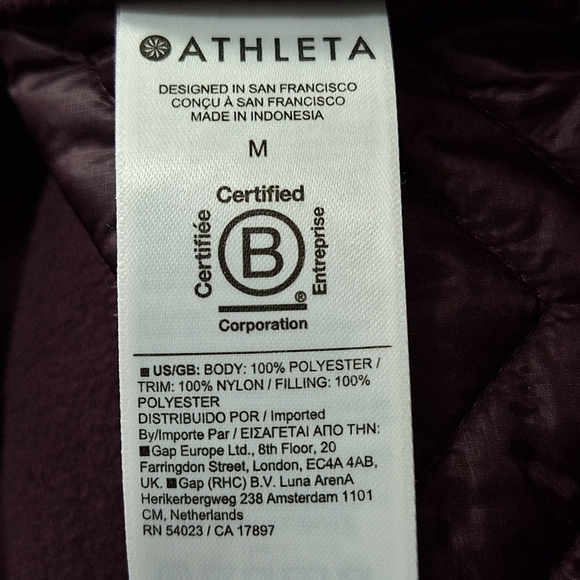 ATHLETA
DESIGNED IN SAN FRANCISCO
CONÇU À SAN FRANCISCO
MADE IN INDONESIA
M
Certified
Certifiée
B
Entreprise
®
Corporation
US/GB: BODY: 100% POLYESTER /
TRIM: 100% NYLON / FILLING: 100%
POLYESTER
DISTRIBUIDO POR / Imported
By/Importe Par / ΕΙΣΑΓΕΤΑΙ ΑΠΟ ΤΗΝ:
Gap Europe Ltd., 8th Floor, 20
Farringdon Street, London, EC4A 4AB,
UK. Gap (RHC) B.V. Luna ArenA
Herikerbergweg 238 Amsterdam 1101
CM, Netherlands
RN 54023 / CA 17897